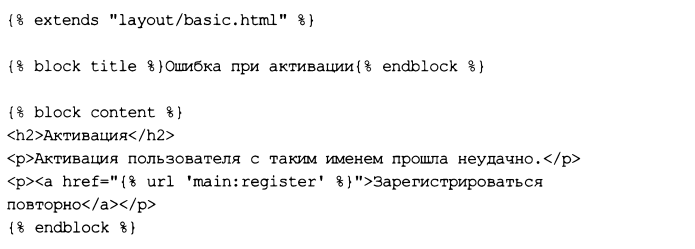 {% extends "layout/basic.html" %}
{% block title %}Ошибка при активации{% endblock %}
{% block content %}
<h2>Активация</h2>
<p>Активация пользователя с таким именем прошла неудачно.</p>
<p><a href="{% url 'main:register' %}">Зарегистрироваться
повторно</a></p>
{% endblock %}